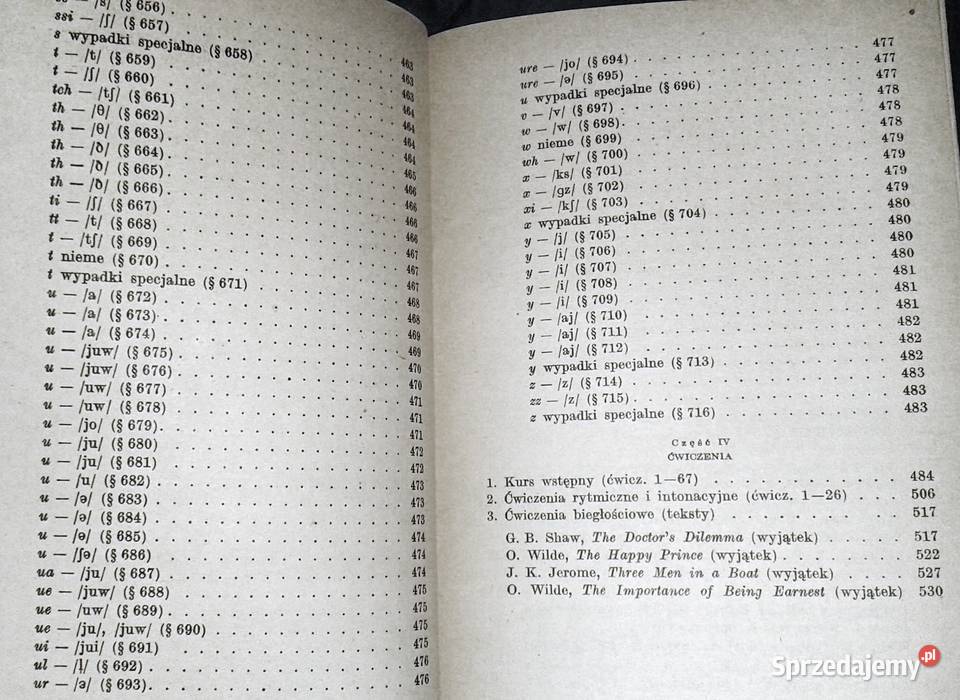 ss — /s/ (§ 656) 463
ssi — /ʃ/ (§ 657) 463
s wypadki specjalne (§ 658) 463
t — /t/ (§ 659) 464
t — /ʃ/ (§ 660) 464
tch — /tʃ/ (§ 661) 464
th — /θ/ (§ 662) 464
th — /θ/ (§ 663) 465
th — /ð/ (§ 664) 466
th — /ð/ (§ 665) 466
th — /ð/ (§ 666) 466
ti — /ʃ/ (§ 667) 466
tt — /t/ (§ 668) 467
t — /tʃ/ (§ 669) 467
t nieme (§ 670) 467
t wypadki specjalne (§ 671) 468
u — /a/ (§ 672) 468
u — /a/ (§ 673) 469
u — /a/ (§ 674) 469
u — /juw/ (§ 675) 470
u — /juw/ (§ 676) 470
u — /uw/ (§ 677) 471
u — /uw/ (§ 678) 471
u — /jo/ (§ 679) 471
u — /ju/ (§ 680) 472
u — /ju/ (§ 681) 472
u — /u/ (§ 682) 473
u — /ə/ (§ 683) 473
u — /ə/ (§ 684) 473
u — /ə/ (§ 685) 474
u — /ʃə/ (§ 686) 474
ua — /ju/ (§ 687) 474
ue — /juw/ (§ 688) 475
ue — /uw/ (§ 689) 475
ue — /ju/, /juw/ (§ 690) 475
ui — /jui/ (§ 691) 475
ul — /l̩/ (§ 692) 476
ur — /ə/ (§ 693) 476
ure — /jo/ (§ 694) 477
ure — /ə/ (§ 695) 477
u wypadki specjalne (§ 696) 477
v — /v/ (§ 697) 478
w — /w/ (§ 698) 478
w nieme (§ 699) 478
wh — /w/ (§ 700) 479
x — /ks/ (§ 701) 479
x — /gz/ (§ 702) 479
xi — /kʃ/ (§ 703) 479
x wypadki specjalne (§ 704) 480
y — /j/ (§ 705) 480
y — /i/ (§ 706) 480
y — /i/ (§ 707) 480
y — /i/ (§ 708) 481
y — /i/ (§ 709) 481
y — /aj/ (§ 710) 481
y — /aj/ (§ 711) 482
y — /aj/ (§ 712) 482
y wypadki specjalne (§ 713) 482
z — /z/ (§ 714) 483
zz — /z/ (§ 715) 483
z wypadki specjalne (§ 716) 483
Część IV
ĆWICZENIA
1. Kurs wstępny (ćwicz. 1—67) 484
2. Ćwiczenia rytmiczne i intonacyjne (ćwicz. 1—26) 506
3. Ćwiczenia biegłościowe (teksty) 517
G. B. Shaw, The Doctor's Dilemma (wyjątek) 517
O. Wilde, The Happy Prince (wyjątek) 522
J. K. Jerome, Three Men in a Boat (wyjątek) 527
O. Wilde, The Importance of Being Earnest (wyjątek) 530
Sprzedajemy.pl